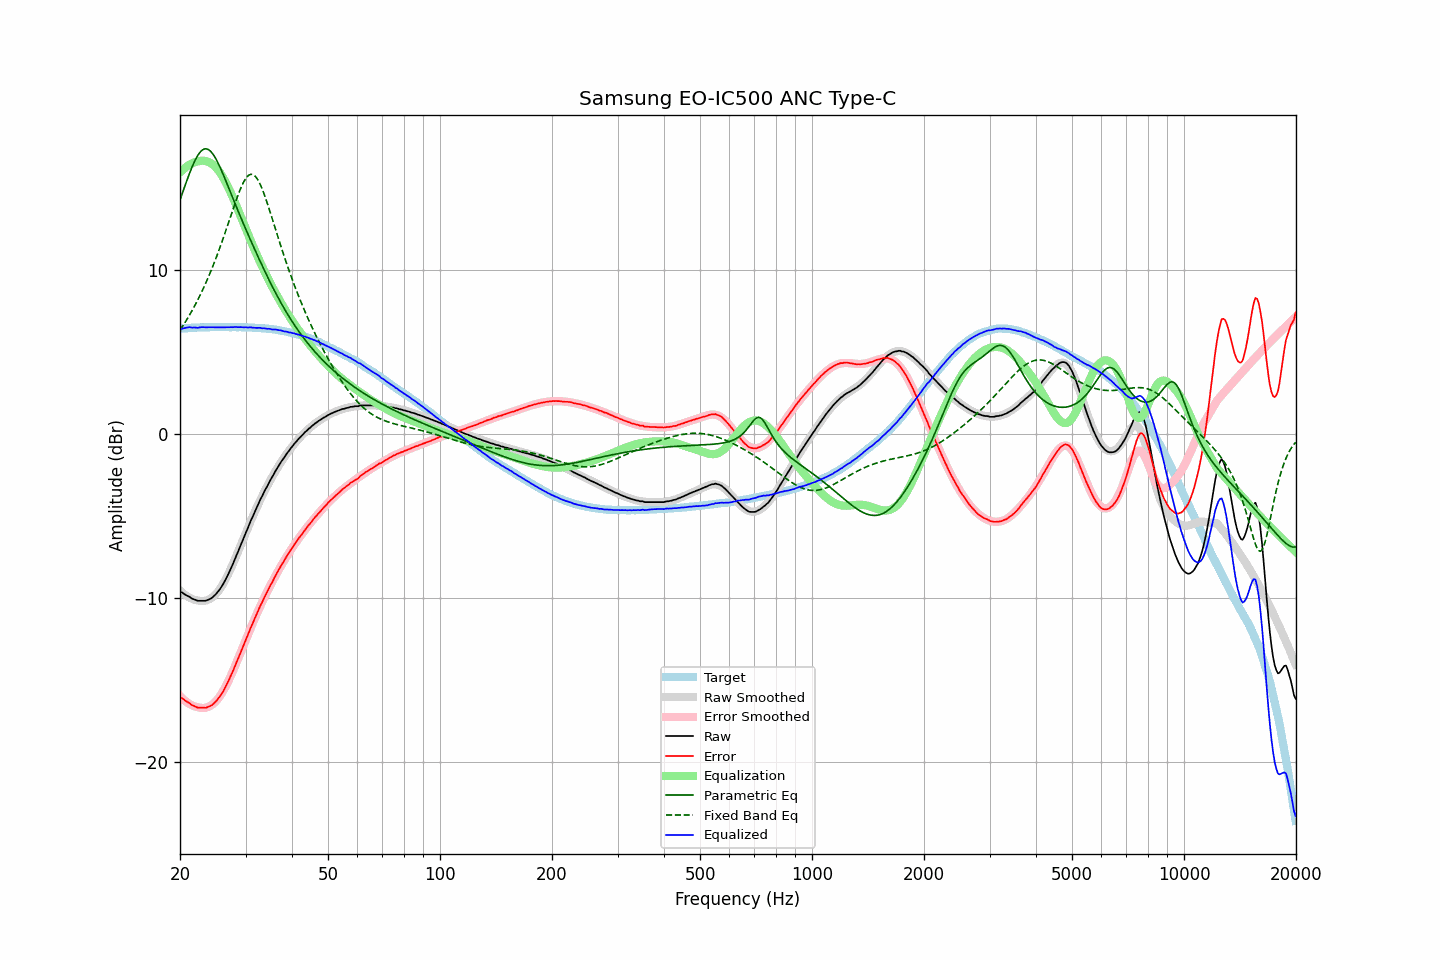 Samsung EO-IC500 ANC Type-C
Amplitude (dBr)
10
0
−10
−20
Target
Raw Smoothed
Error Smoothed
Raw
Error
Equalization
Parametric Eq
Fixed Band Eq
Equalized
20 50 100 200 500 1000 2000 5000 10000 20000
Frequency (Hz)